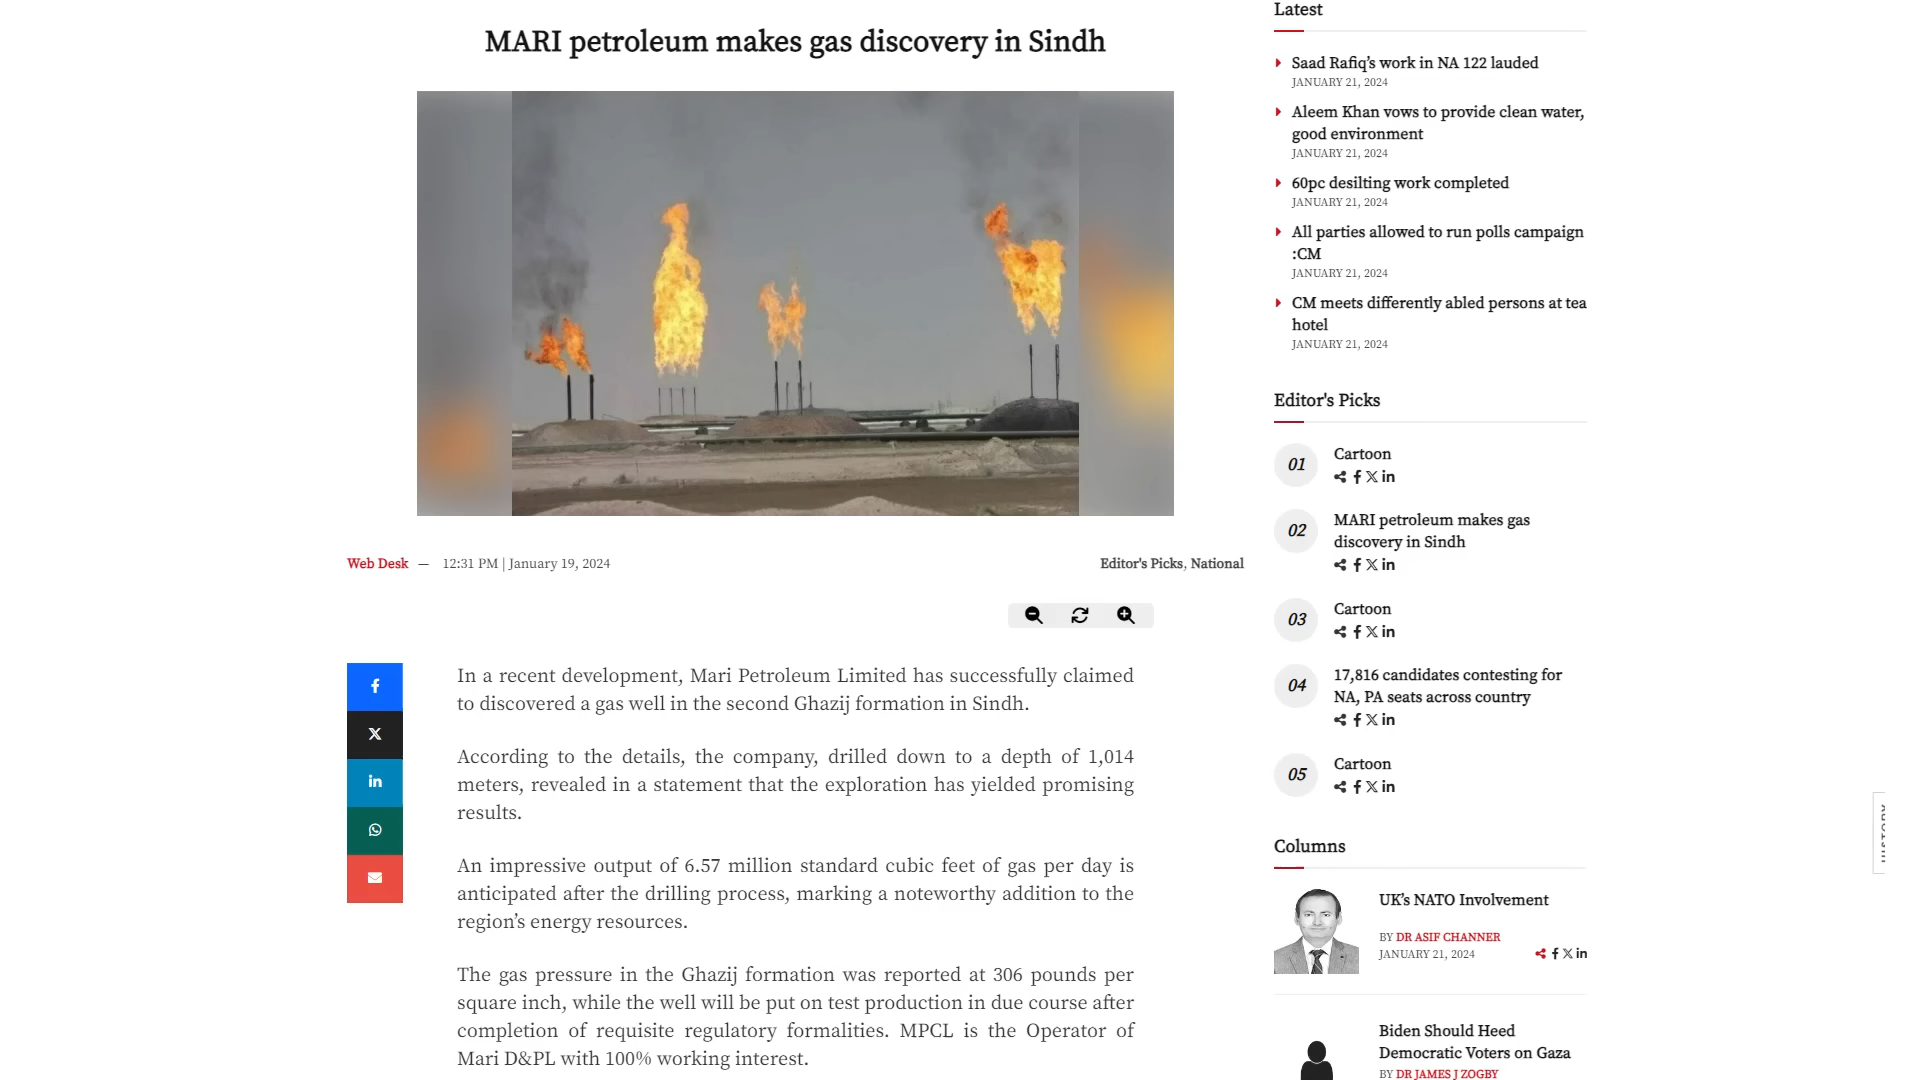 MARI petroleum makes gas discovery in Sindh
Web Desk — 12:31 PM | January 19, 2024
Editor's Picks, National
In a recent development, Mari Petroleum Limited has successfully claimed
to discovered a gas well in the second Ghazij formation in Sindh.
According to the details, the company, drilled down to a depth of 1,014
meters, revealed in a statement that the exploration has yielded promising
results.
An impressive output of 6.57 million standard cubic feet of gas per day is
anticipated after the drilling process, marking a noteworthy addition to the
region’s energy resources.
The gas pressure in the Ghazij formation was reported at 306 pounds per
square inch, while the well will be put on test production in due course after
completion of requisite regulatory formalities. MPCL is the Operator of
Mari D&PL with 100% working interest.
Latest
Saad Rafiq’s work in NA 122 lauded
JANUARY 21, 2024
Aleem Khan vows to provide clean water,
good environment
JANUARY 21, 2024
60pc desilting work completed
JANUARY 21, 2024
All parties allowed to run polls campaign
:CM
JANUARY 21, 2024
CM meets differently abled persons at tea
hotel
JANUARY 21, 2024
Editor's Picks
01
Cartoon
02
MARI petroleum makes gas
discovery in Sindh
03
Cartoon
04
17,816 candidates contesting for
NA, PA seats across country
05
Cartoon
Columns
UK’s NATO Involvement
BY DR ASIF CHANNER
JANUARY 21, 2024
Biden Should Heed
Democratic Voters on Gaza
BY DR JAMES J ZOGBY